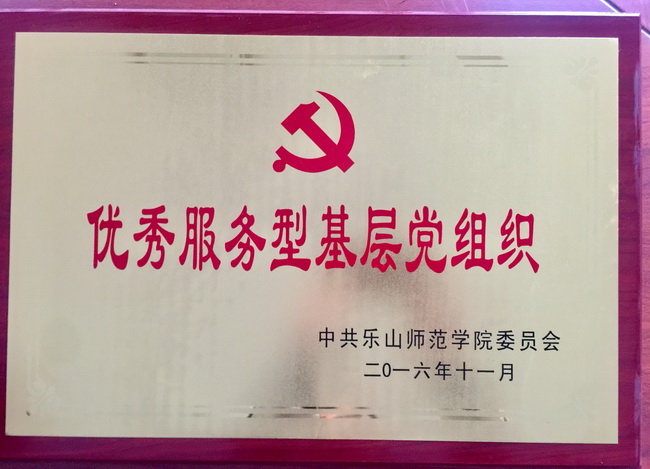 优秀服务型基层党组织
中共乐山师范学院委员会
二0一六年十一月